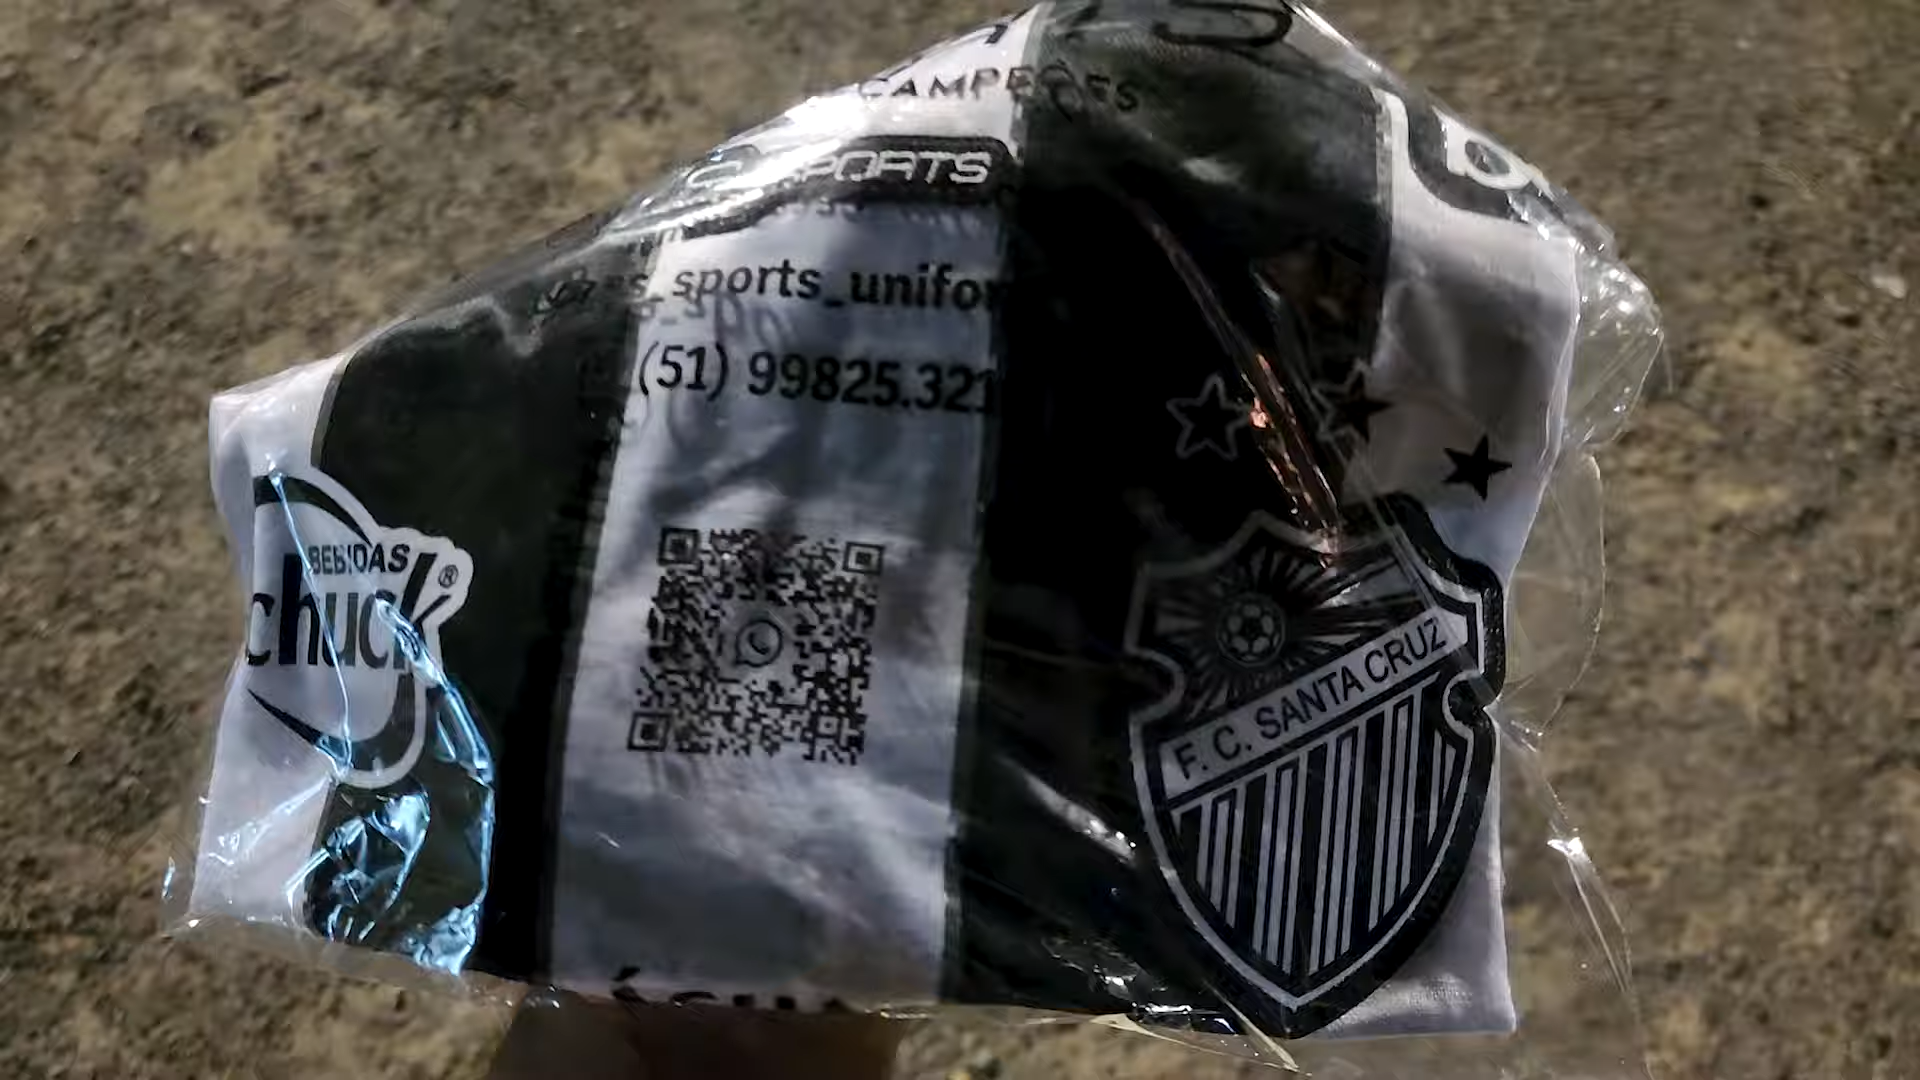 CAMPEÕES
SPORTS
_sports_unifor
(51) 99825.321
BEBIDAS
chuck®
F. C. SANTA CRUZ